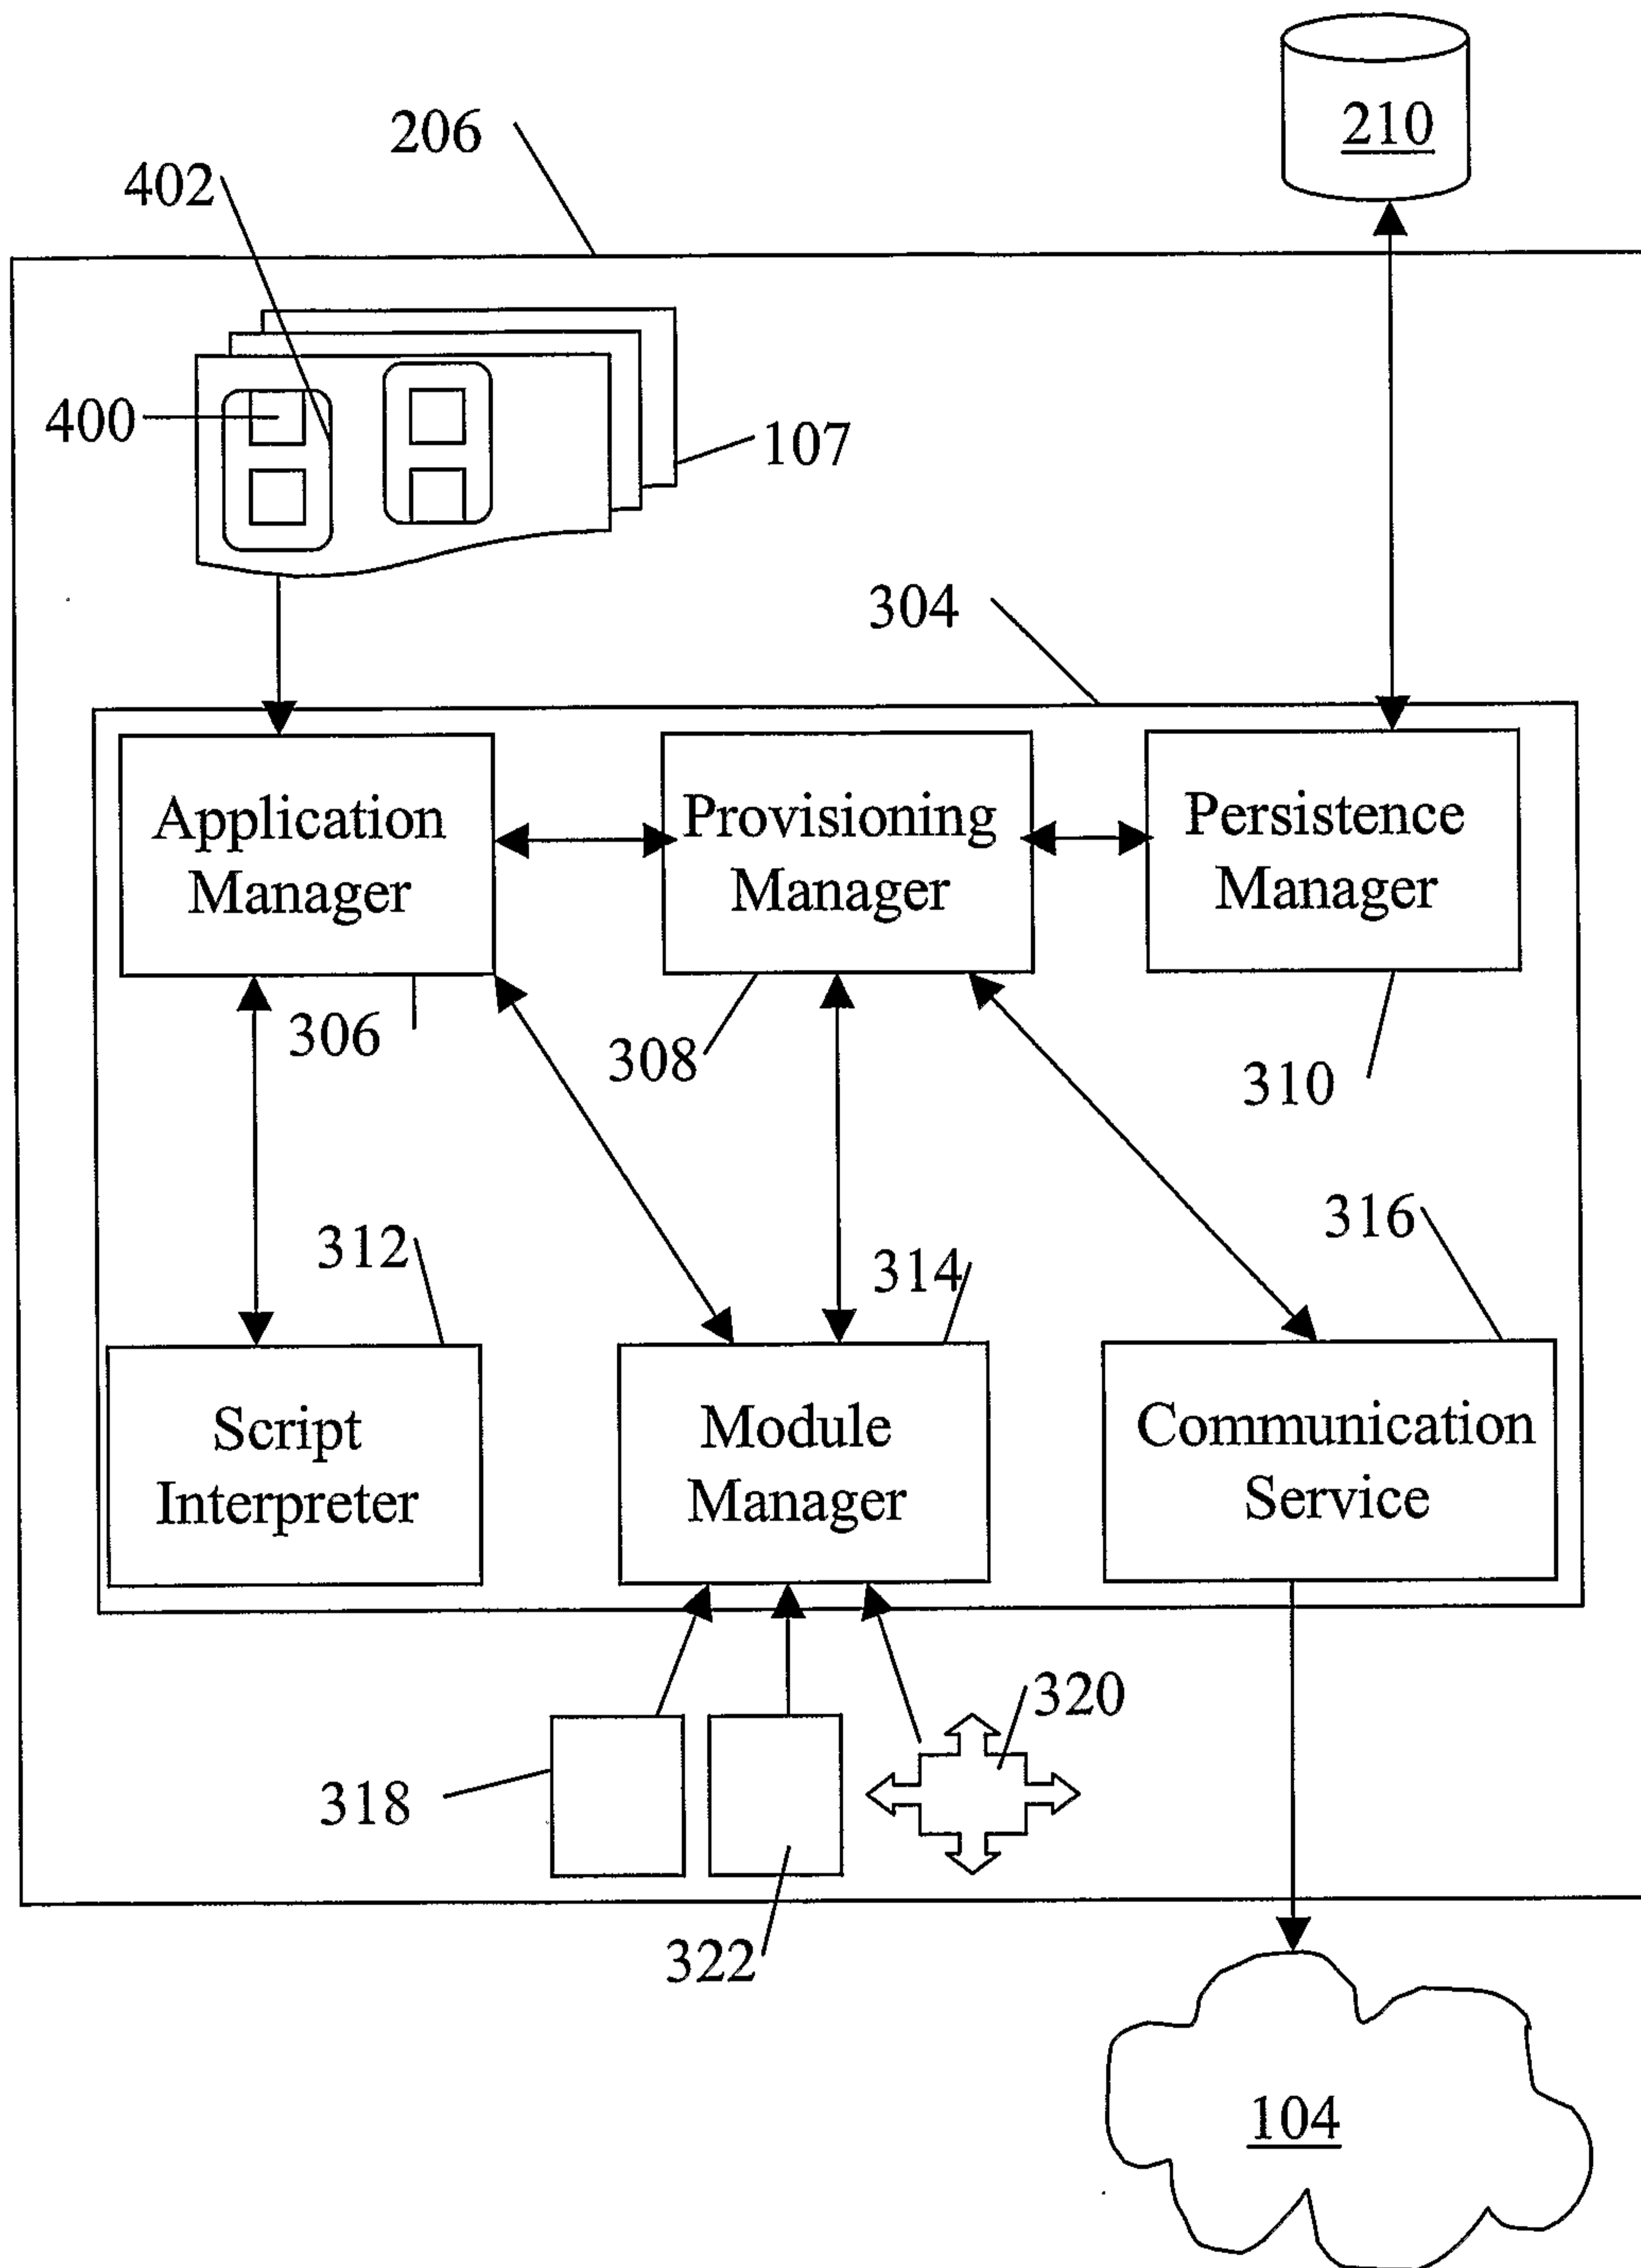 210
206
402
400
107
304
Application
Manager
Provisioning
Manager
Persistence
Manager
306
308
310
312
314
316
Script
Interpreter
Module
Manager
Communication
Service
320
318
322
104